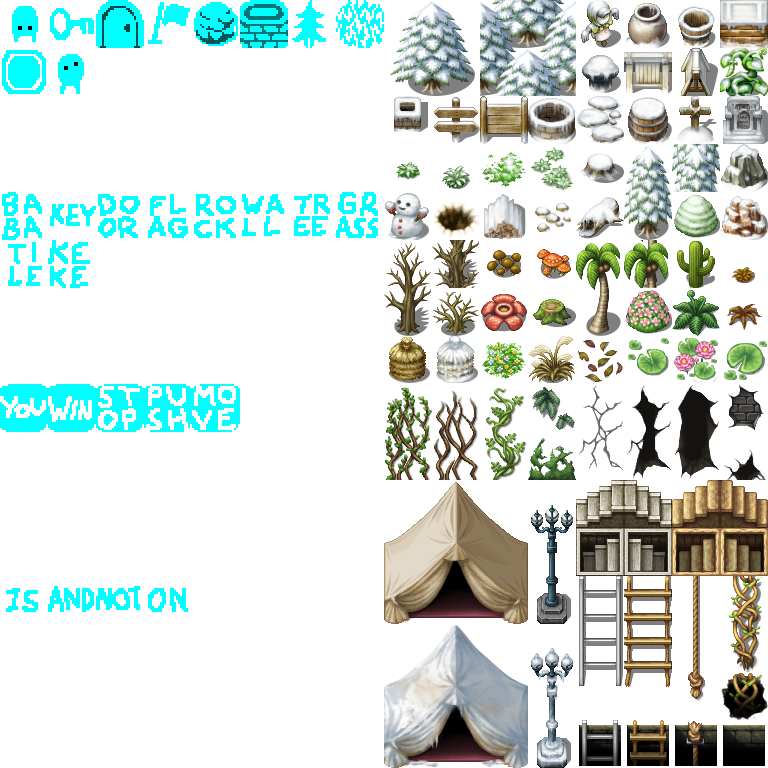 BA KEY DO FL RO WA TR GR
BA OR AG CK LL EE ASS
TI KE
LE KE
YOU WIN ST PU MO
OP SH VE
IS AND NOT ON